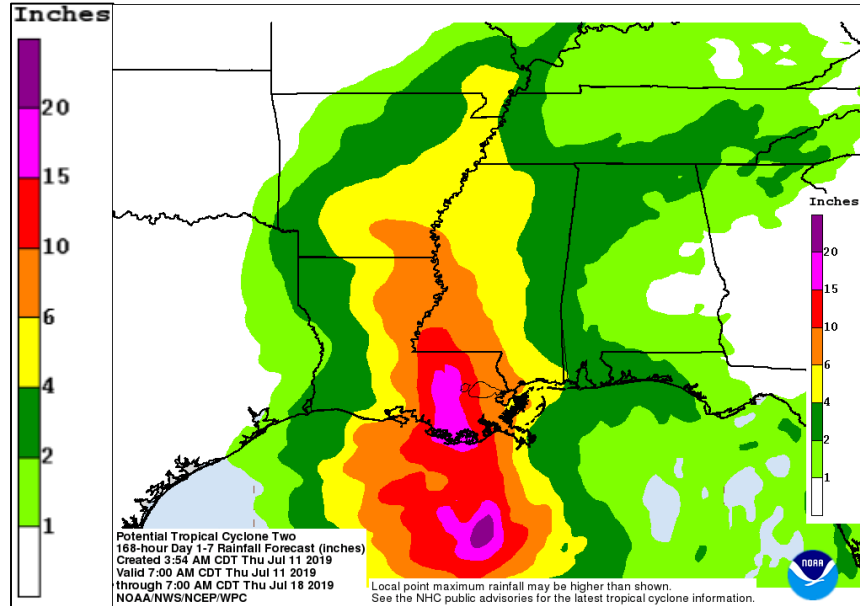 Inches
20
15
10
6
4
2
1
Inches
20
15
10
6
4
2
1
Potential Tropical Cyclone Two
168-hour Day 1-7 Rainfall Forecast (inches)
Created 3:54 AM CDT Thu Jul 11 2019
Valid 7:00 AM CDT Thu Jul 11 2019
through 7:00 AM CDT Thu Jul 18 2019
NOAA/NWS/NCEP/WPC
Local point maximum rainfall may be higher than shown.
See the NHC public advisories for the latest tropical cyclone information.
NOAA